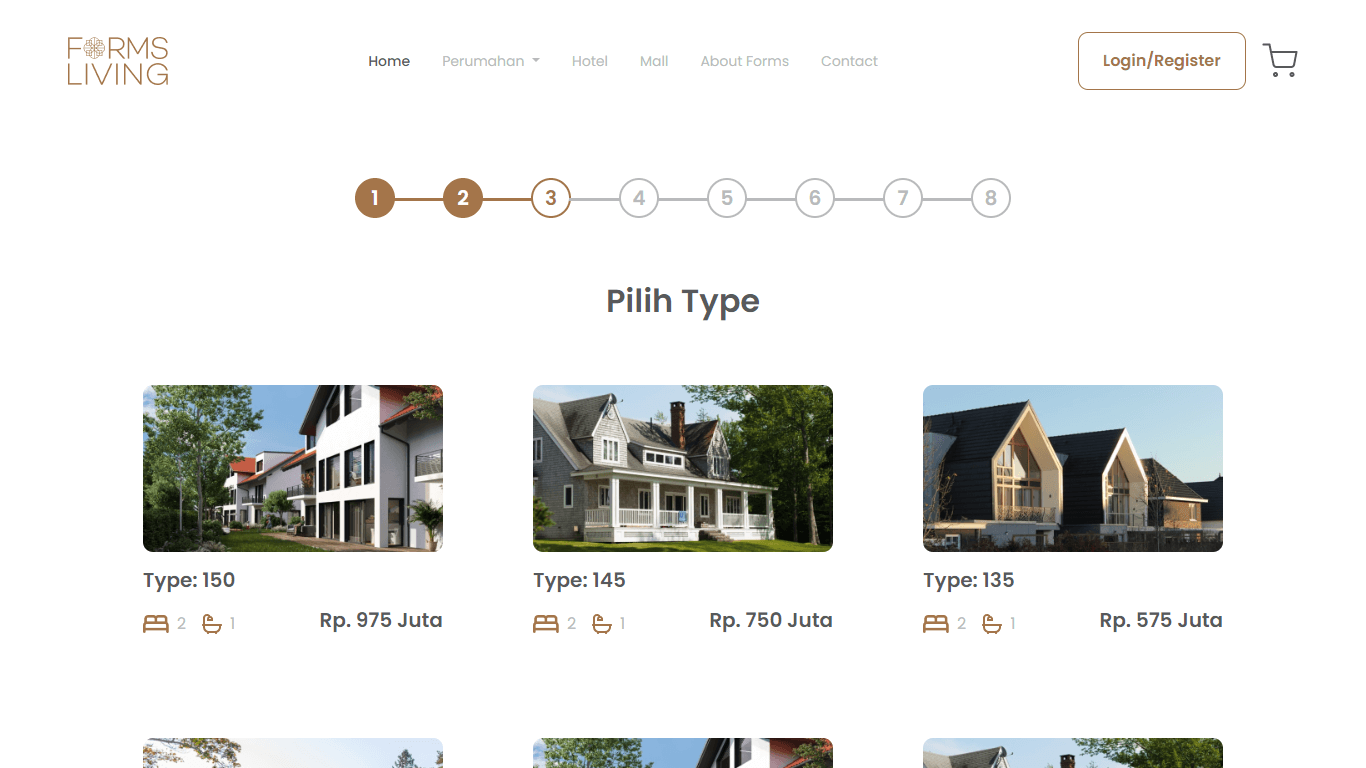 FORMS
LIVING
Home Perumahan Hotel Mall About Forms Contact
Login/Register
1 2 3 4 5 6 7 8
Pilih Type
Type: 150
2 1 Rp. 975 Juta
Type: 145
2 1 Rp. 750 Juta
Type: 135
2 1 Rp. 575 Juta